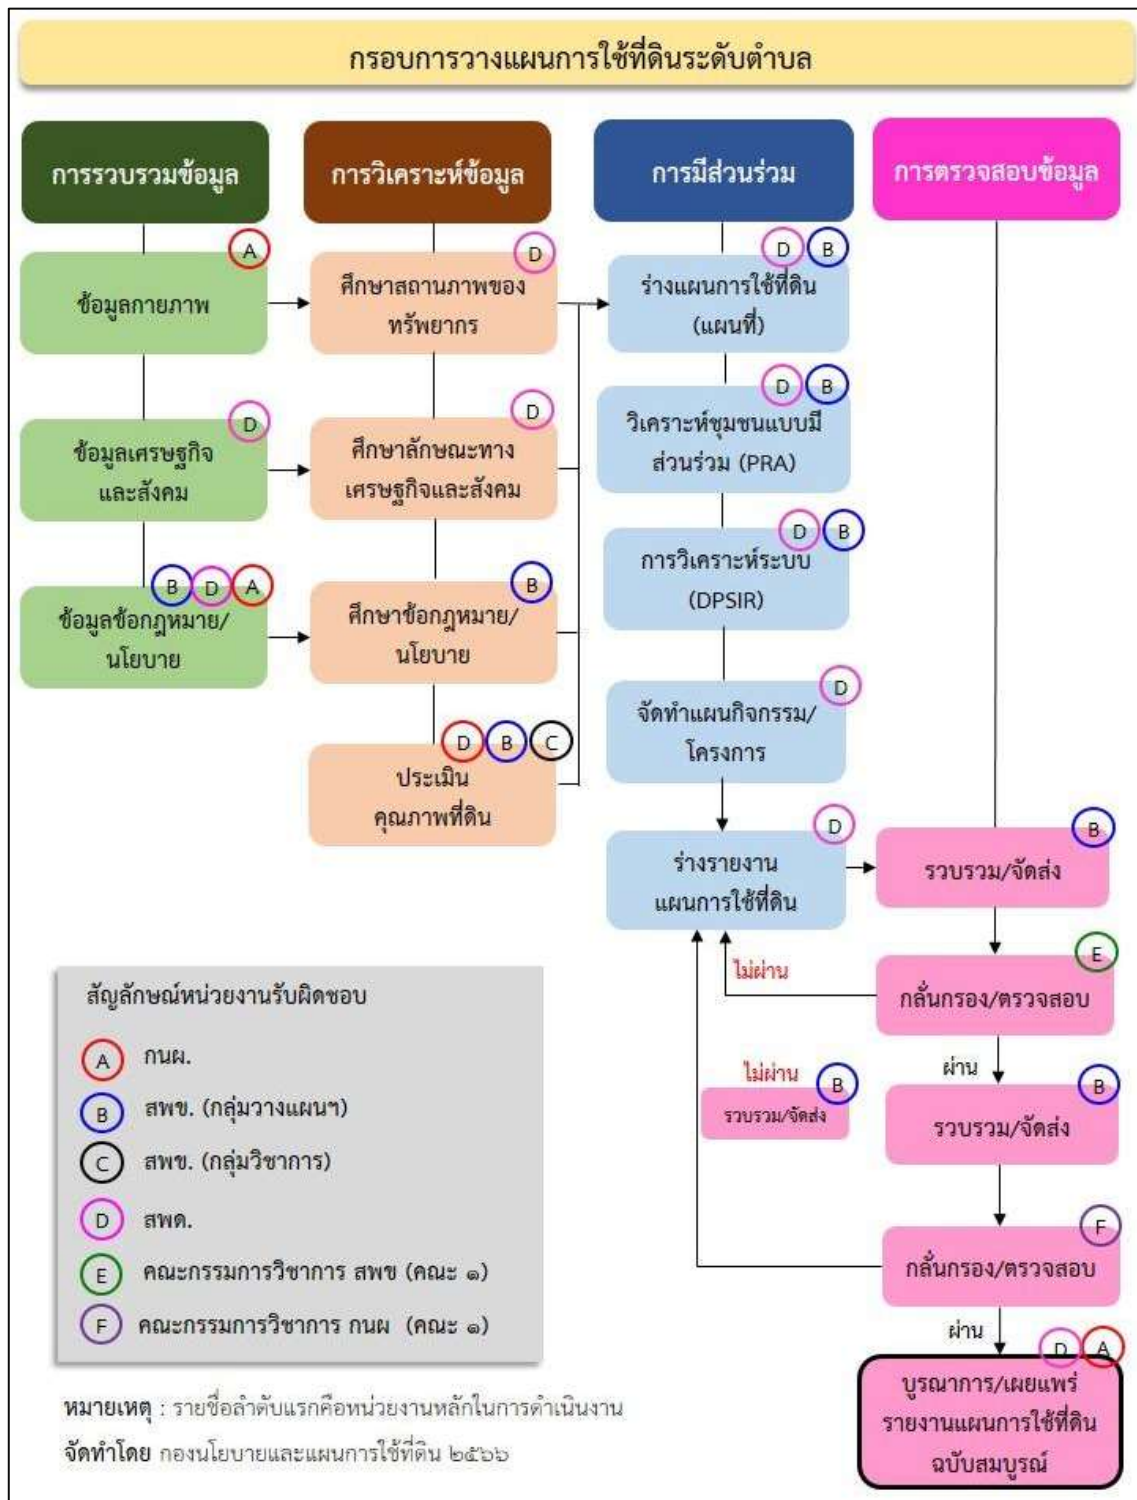 กรอบการวางแผนการใช้ที่ดินระดับตำบล
การรวบรวมข้อมูล
A
ข้อมูลกายภาพ
D
ข้อมูลเศรษฐกิจ
และสังคม
B D A
ข้อมูลข้อกฎหมาย/
นโยบาย
การวิเคราะห์ข้อมูล
D
ศึกษาสถานภาพของ
ทรัพยากร
D
ศึกษาลักษณะทาง
เศรษฐกิจและสังคม
B
ศึกษาข้อกฎหมาย/
นโยบาย
D B C
ประเมิน
คุณภาพที่ดิน
การมีส่วนร่วม
D B
ร่างแผนการใช้ที่ดิน
(แผนที่)
D B
วิเคราะห์ชุมชนแบบมี
ส่วนร่วม (PRA)
D B
การวิเคราะห์ระบบ
(DPSIR)
D
จัดทำแผนกิจกรรม/
โครงการ
D
ร่างรายงาน
แผนการใช้ที่ดิน
การตรวจสอบข้อมูล
B
รวบรวม/จัดส่ง
E
ไม่ผ่าน
กลั่นกรอง/ตรวจสอบ
ผ่าน
ไม่ผ่าน
B
รวบรวม/จัดส่ง
B
รวบรวม/จัดส่ง
F
กลั่นกรอง/ตรวจสอบ
ผ่าน
D A
บูรณาการ/เผยแพร่
รายงานแผนการใช้ที่ดิน
ฉบับสมบูรณ์
สัญลักษณ์หน่วยงานรับผิดชอบ
A กนผ.
B สพข. (กลุ่มวางแผนฯ)
C สพข. (กลุ่มวิชาการ)
D สพด.
E คณะกรรมการวิชาการ สพข (คณะ ๑)
F คณะกรรมการวิชาการ กนผ (คณะ ๑)
หมายเหตุ : รายชื่อลำดับแรกคือหน่วยงานหลักในการดำเนินงาน
จัดทำโดย กองนโยบายและแผนการใช้ที่ดิน ๒๕๖๖